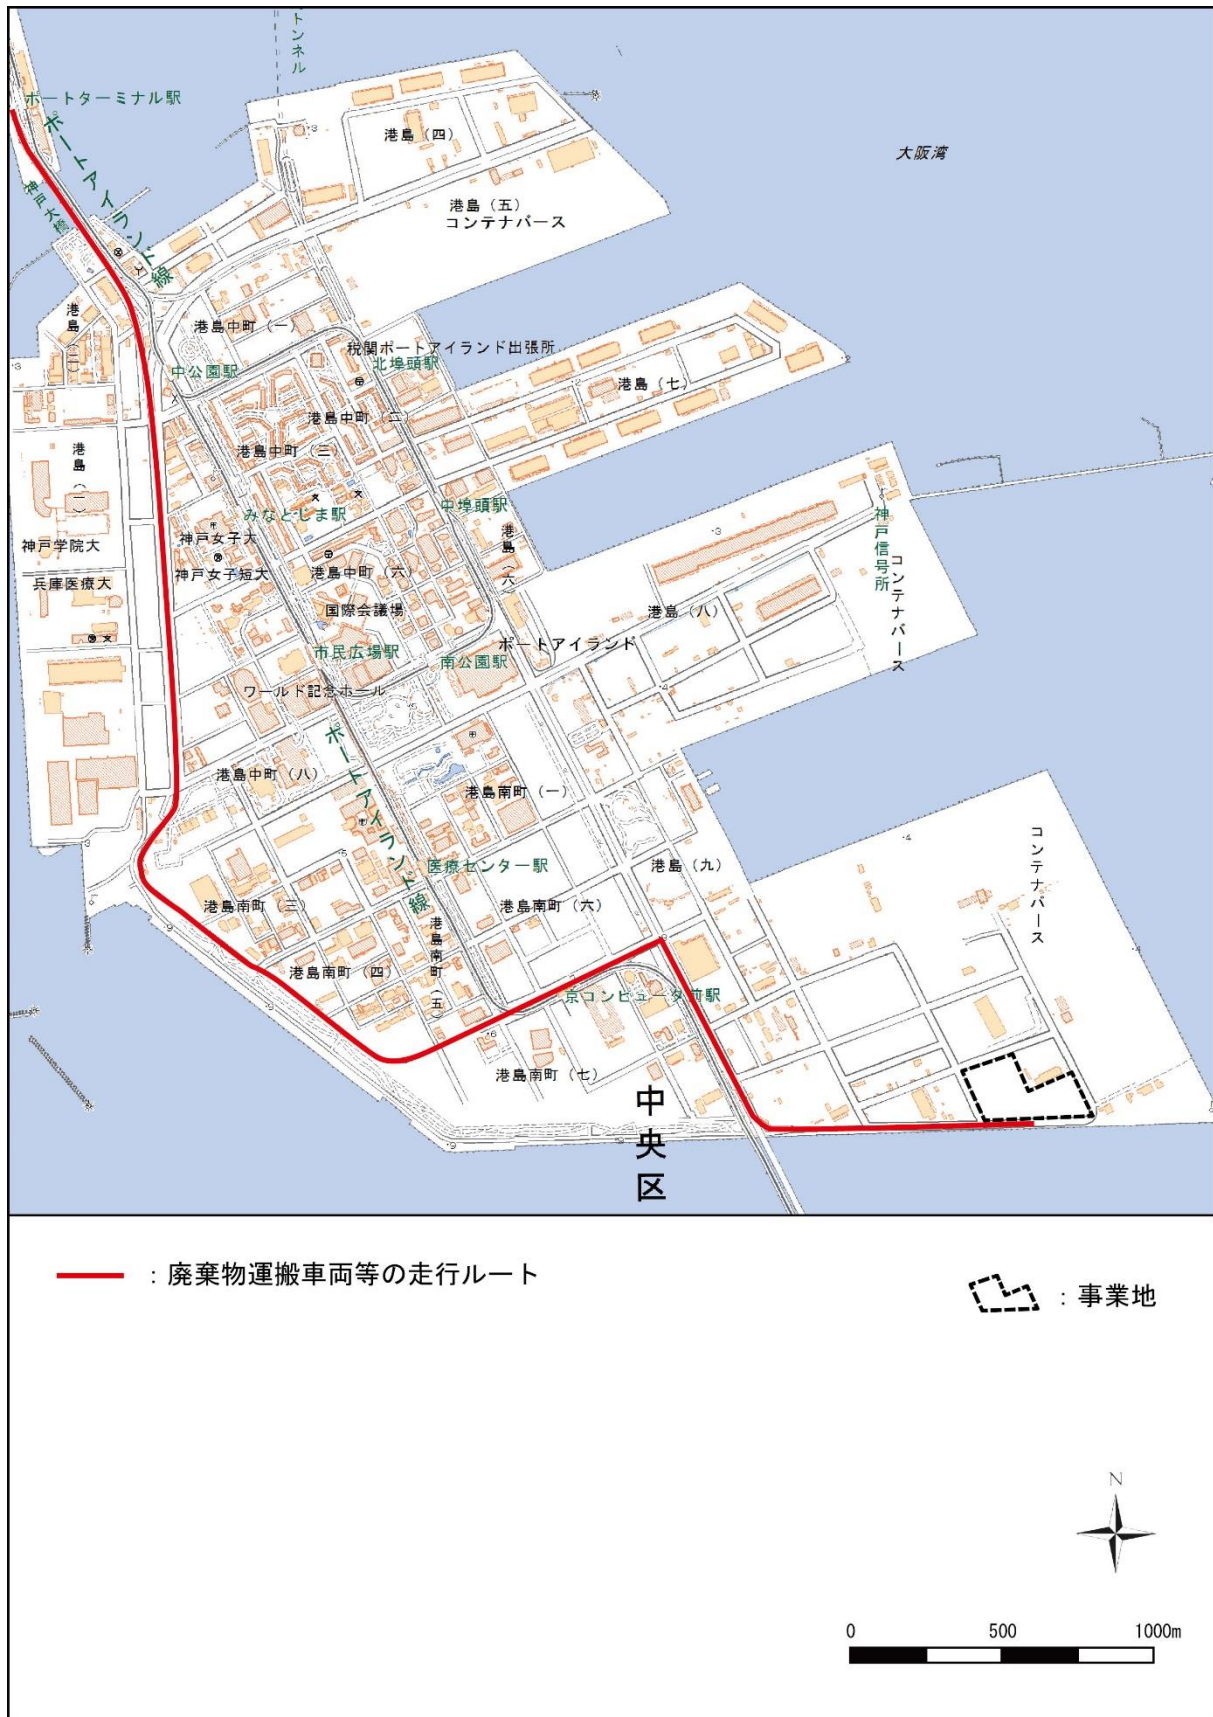 トンネル
ポートターミナル駅
ポートアイランド線
神戸大橋
港島（四）
大阪湾
港島（五）
コンテナバース
港島（二）
港島中町（一）
税関ポートアイランド出張所
中公園駅
北埠頭駅
港島（七）
港島中町（二）
港島中町（三）
港島（一）
みなとじま駅
中埠頭駅
神戸学院大
神戸女子大
港島（六）
神戸信号所
兵庫医療大
神戸女子短大
港島中町（六）
コンテナバース
国際会議場
港島（八）
市民広場駅
南公園駅
ポートアイランド
ワールド記念ホール
ポートアイランド線
港島中町（八）
港島南町（一）
コンテナバース
医療センター駅
港島（九）
港島南町（三）
港島南町（六）
港島南町（五）
港島南町（四）
京コンピュータ前駅
港島南町（七）
中央区
：廃棄物運搬車両等の走行ルート
：事業地
N
0 500 1000m